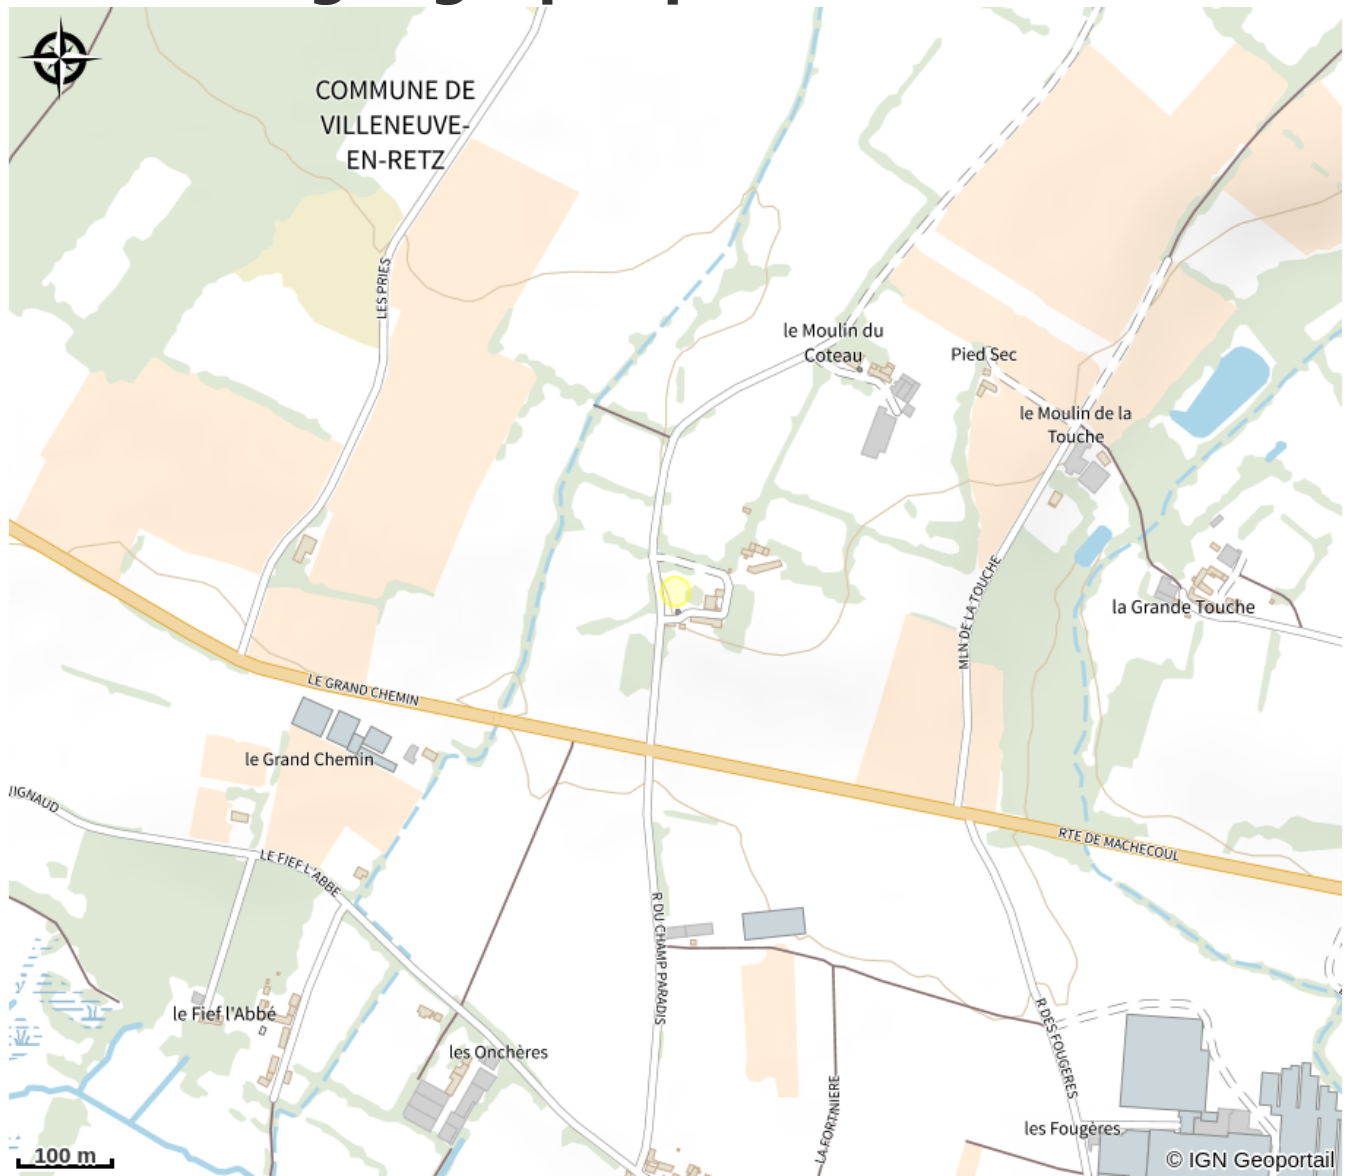 COMMUNE DE
VILLENEUVE-
EN-RETZ
LES PRIES
le Moulin du
Coteau
Pied Sec
le Moulin de la
Touche
MLN DE LA TOUCHE
la Grande Touche
LE GRAND CHEMIN
le Grand Chemin
RTE DE MACHECOUL
LE FIEF L'ABBE
R DU CHAMP PARADIS
le Fief l'Abbé
les Onchères
R DES FOUGERES
LA FORTINIERE
les Fougères
100 m
© IGN Geoportail